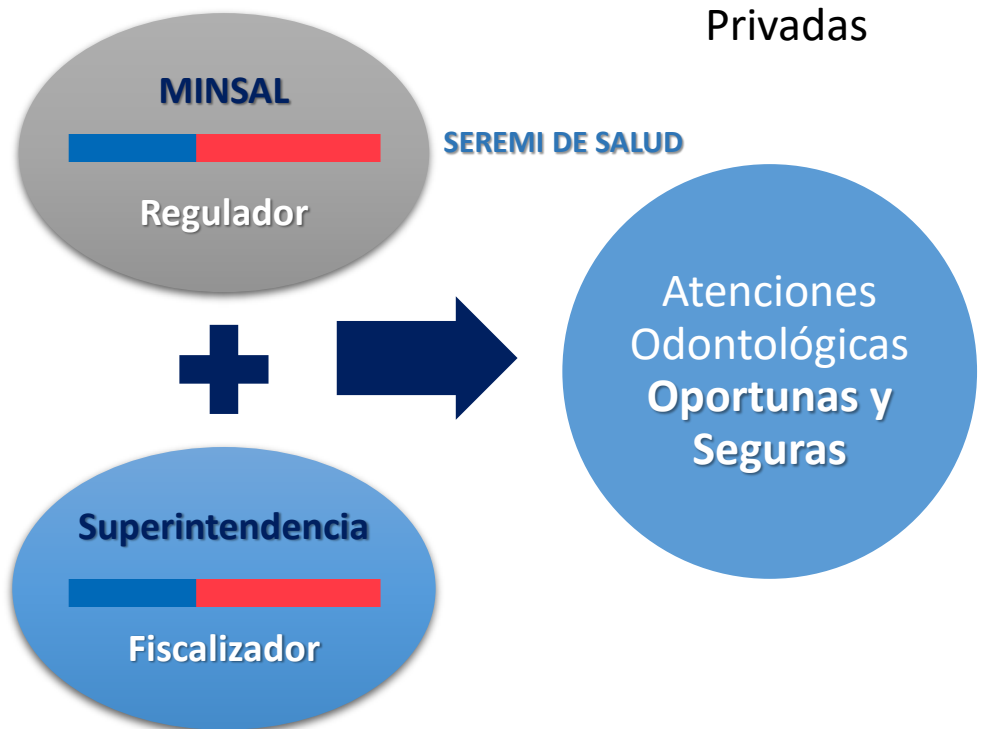 Privadas
MINSAL
Regulador
SEREMI DE SALUD
Atenciones
Odontológicas
Oportunas y
Seguras
Superintendencia
Fiscalizador